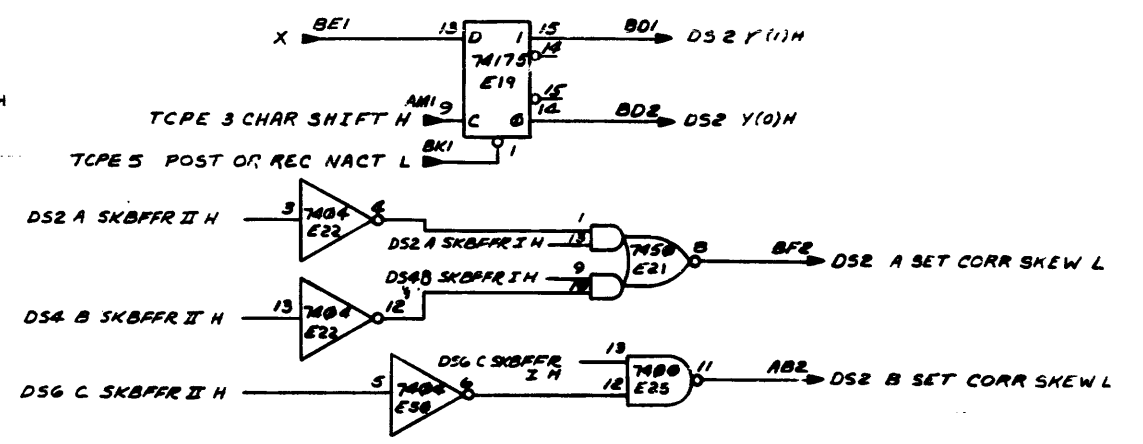 X BE1 13 D 1 15 BD1 DS2 Y(1)H
14
74175
E19
15
TCPE 3 CHAR SHIFT H AM1 9 C 0 14 BD2 DS2 Y(0)H
TCPE 5 POST OR REC NACT L BK1 1
DS2 A SKBFFR II H 3 7404 E22 4
1
DS2 A SKBFFR I H 13
7450 E21 8 BF2 DS2 A SET CORR SKEW L
DS4B SKBFFR I H 9
10
DS4 B SKBFFR II H 13 7404 E22 12
DS6 C SKBFFR I H 13
7400 E25 11 AB2 DS2 B SET CORR SKEW L
12
DS6 C SKBFFR II H 5 7404 E50 6
H